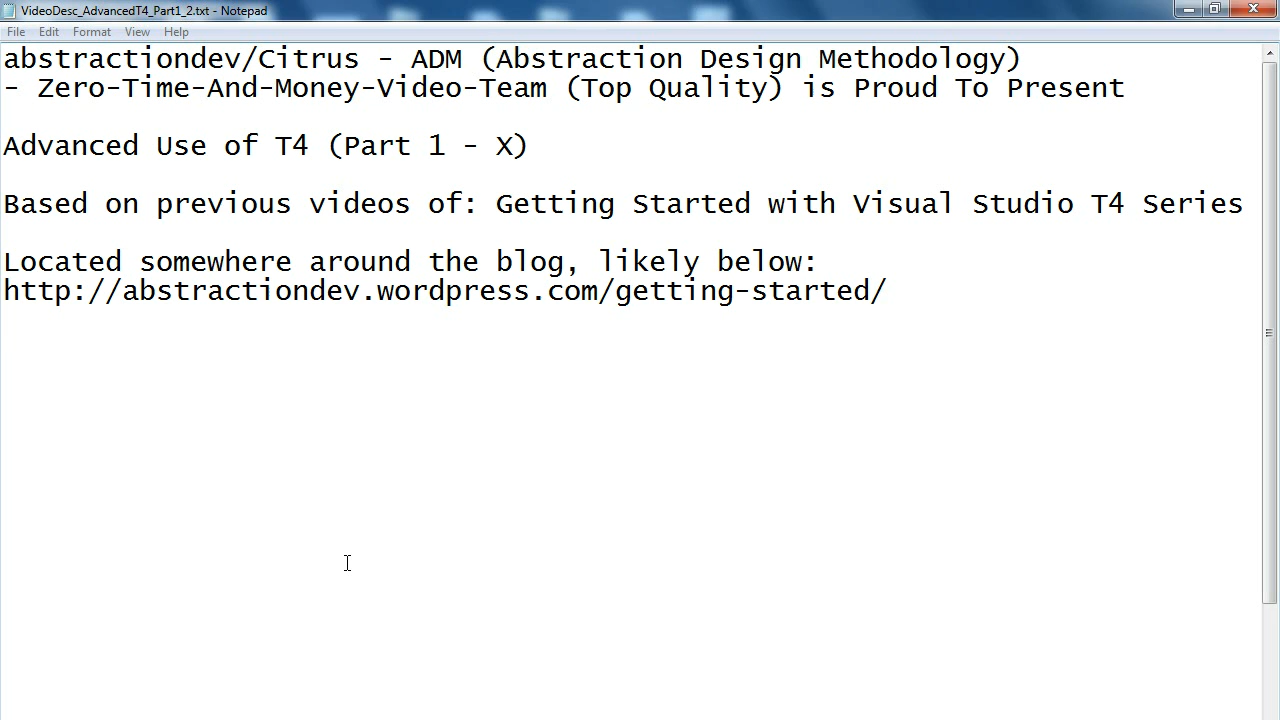 VideoDesc_AdvancedT4_Part1_2.txt - Notepad
File Edit Format View Help
abstractiondev/Citrus - ADM (Abstraction Design Methodology)
- Zero-Time-And-Money-Video-Team (Top Quality) is Proud To Present
Advanced Use of T4 (Part 1 - X)
Based on previous videos of: Getting Started with Visual Studio T4 Series
Located somewhere around the blog, likely below:
http://abstractiondev.wordpress.com/getting-started/